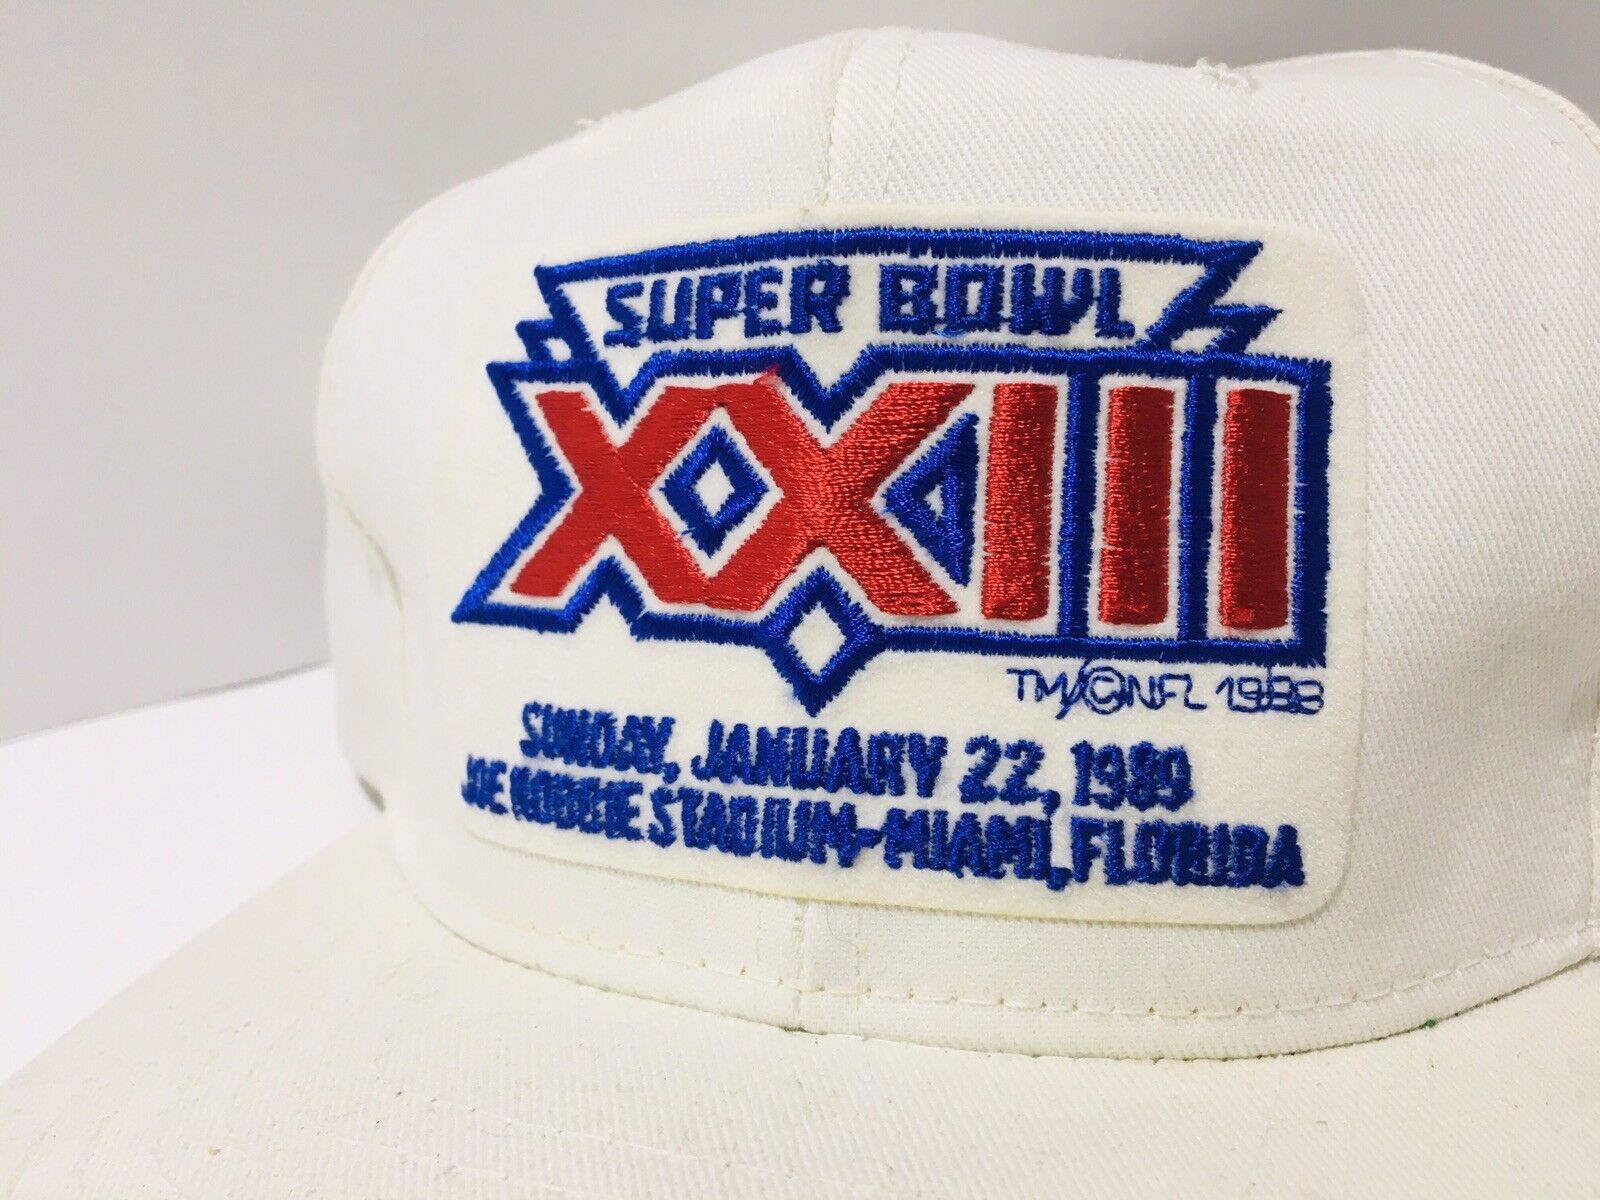 SUPER BOWL
XXIII
TM/©NFL 1988
SUNDAY, JANUARY 22, 1989
JOE ROBBIE STADIUM-MIAMI, FLORIDA